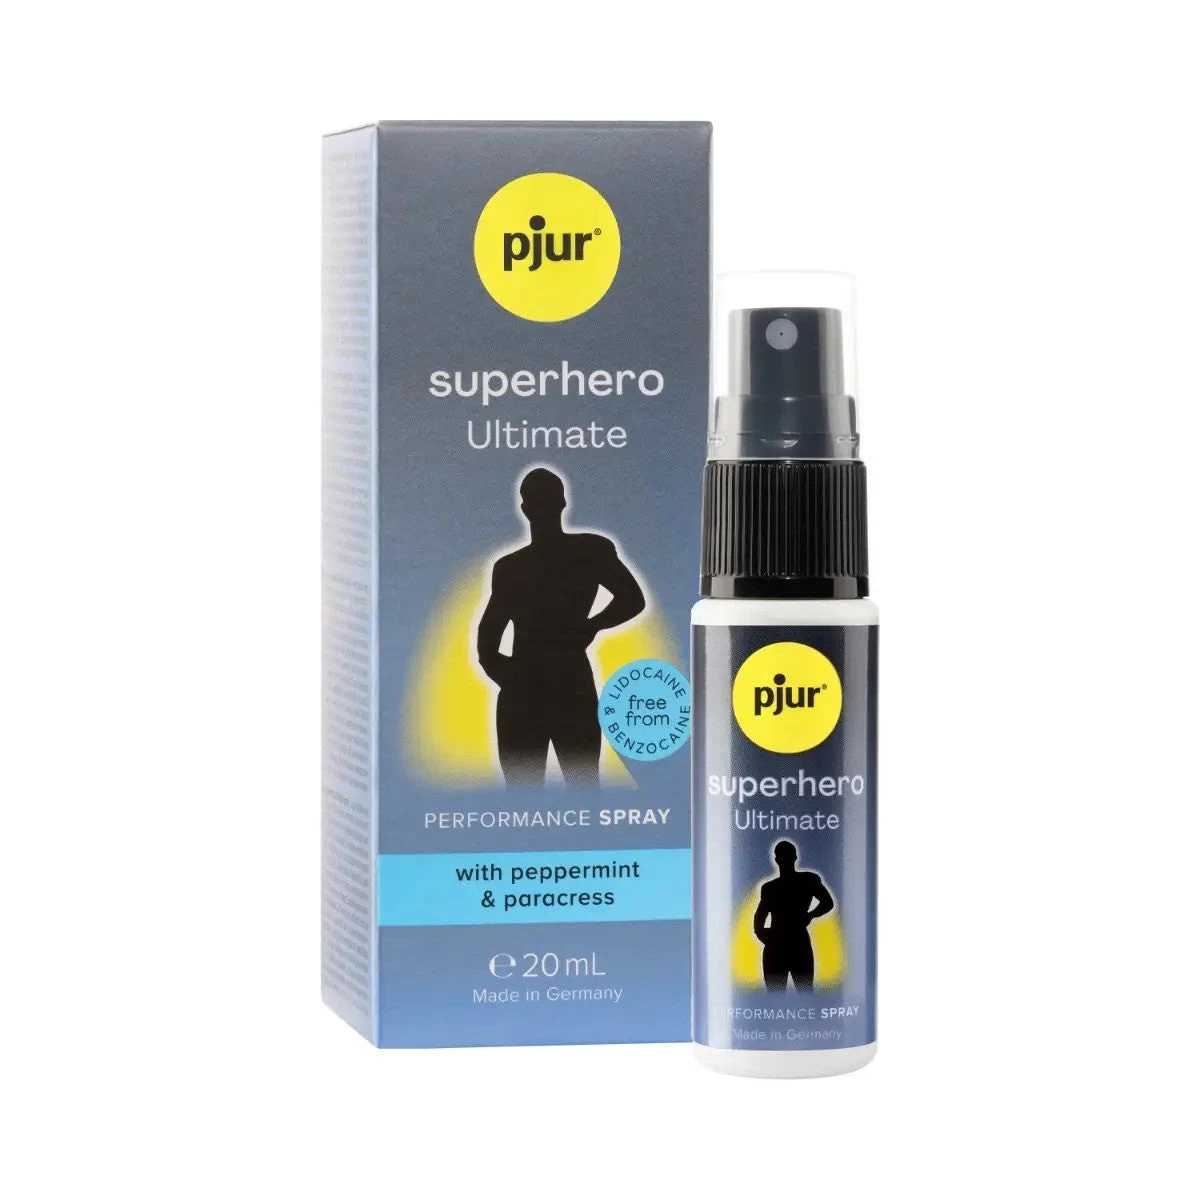 pjur®
superhero
Ultimate
LIDOCAINE
& BENZOCAINE
free
from
PERFORMANCE SPRAY
with peppermint
& paracress
℮ 20 mL
Made in Germany
pjur®
superhero
Ultimate
PERFORMANCE SPRAY
Made in Germany